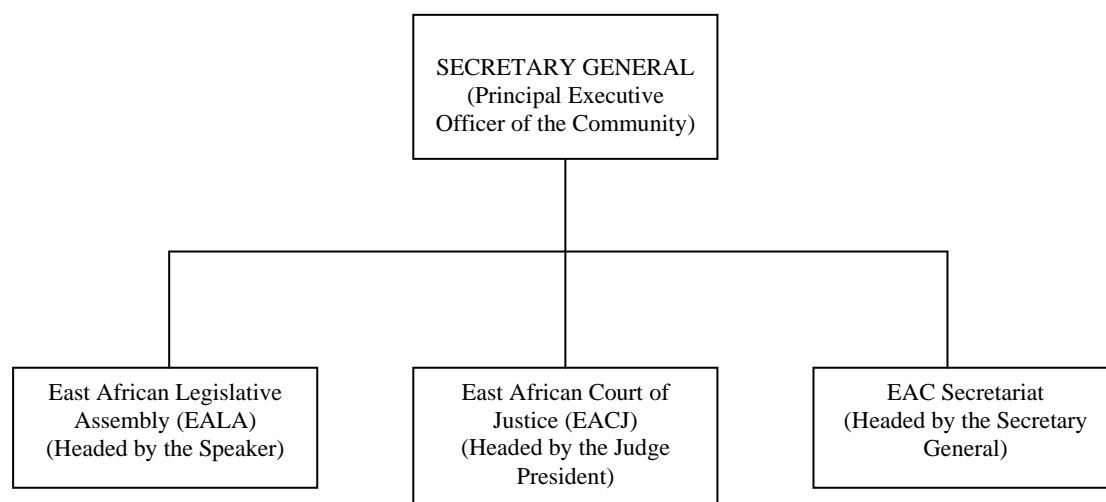 SECRETARY GENERAL
(Principal Executive
Officer of the Community)
East African Legislative
Assembly (EALA)
(Headed by the Speaker)
East African Court of
Justice (EACJ)
(Headed by the Judge
President)
EAC Secretariat
(Headed by the Secretary
General)